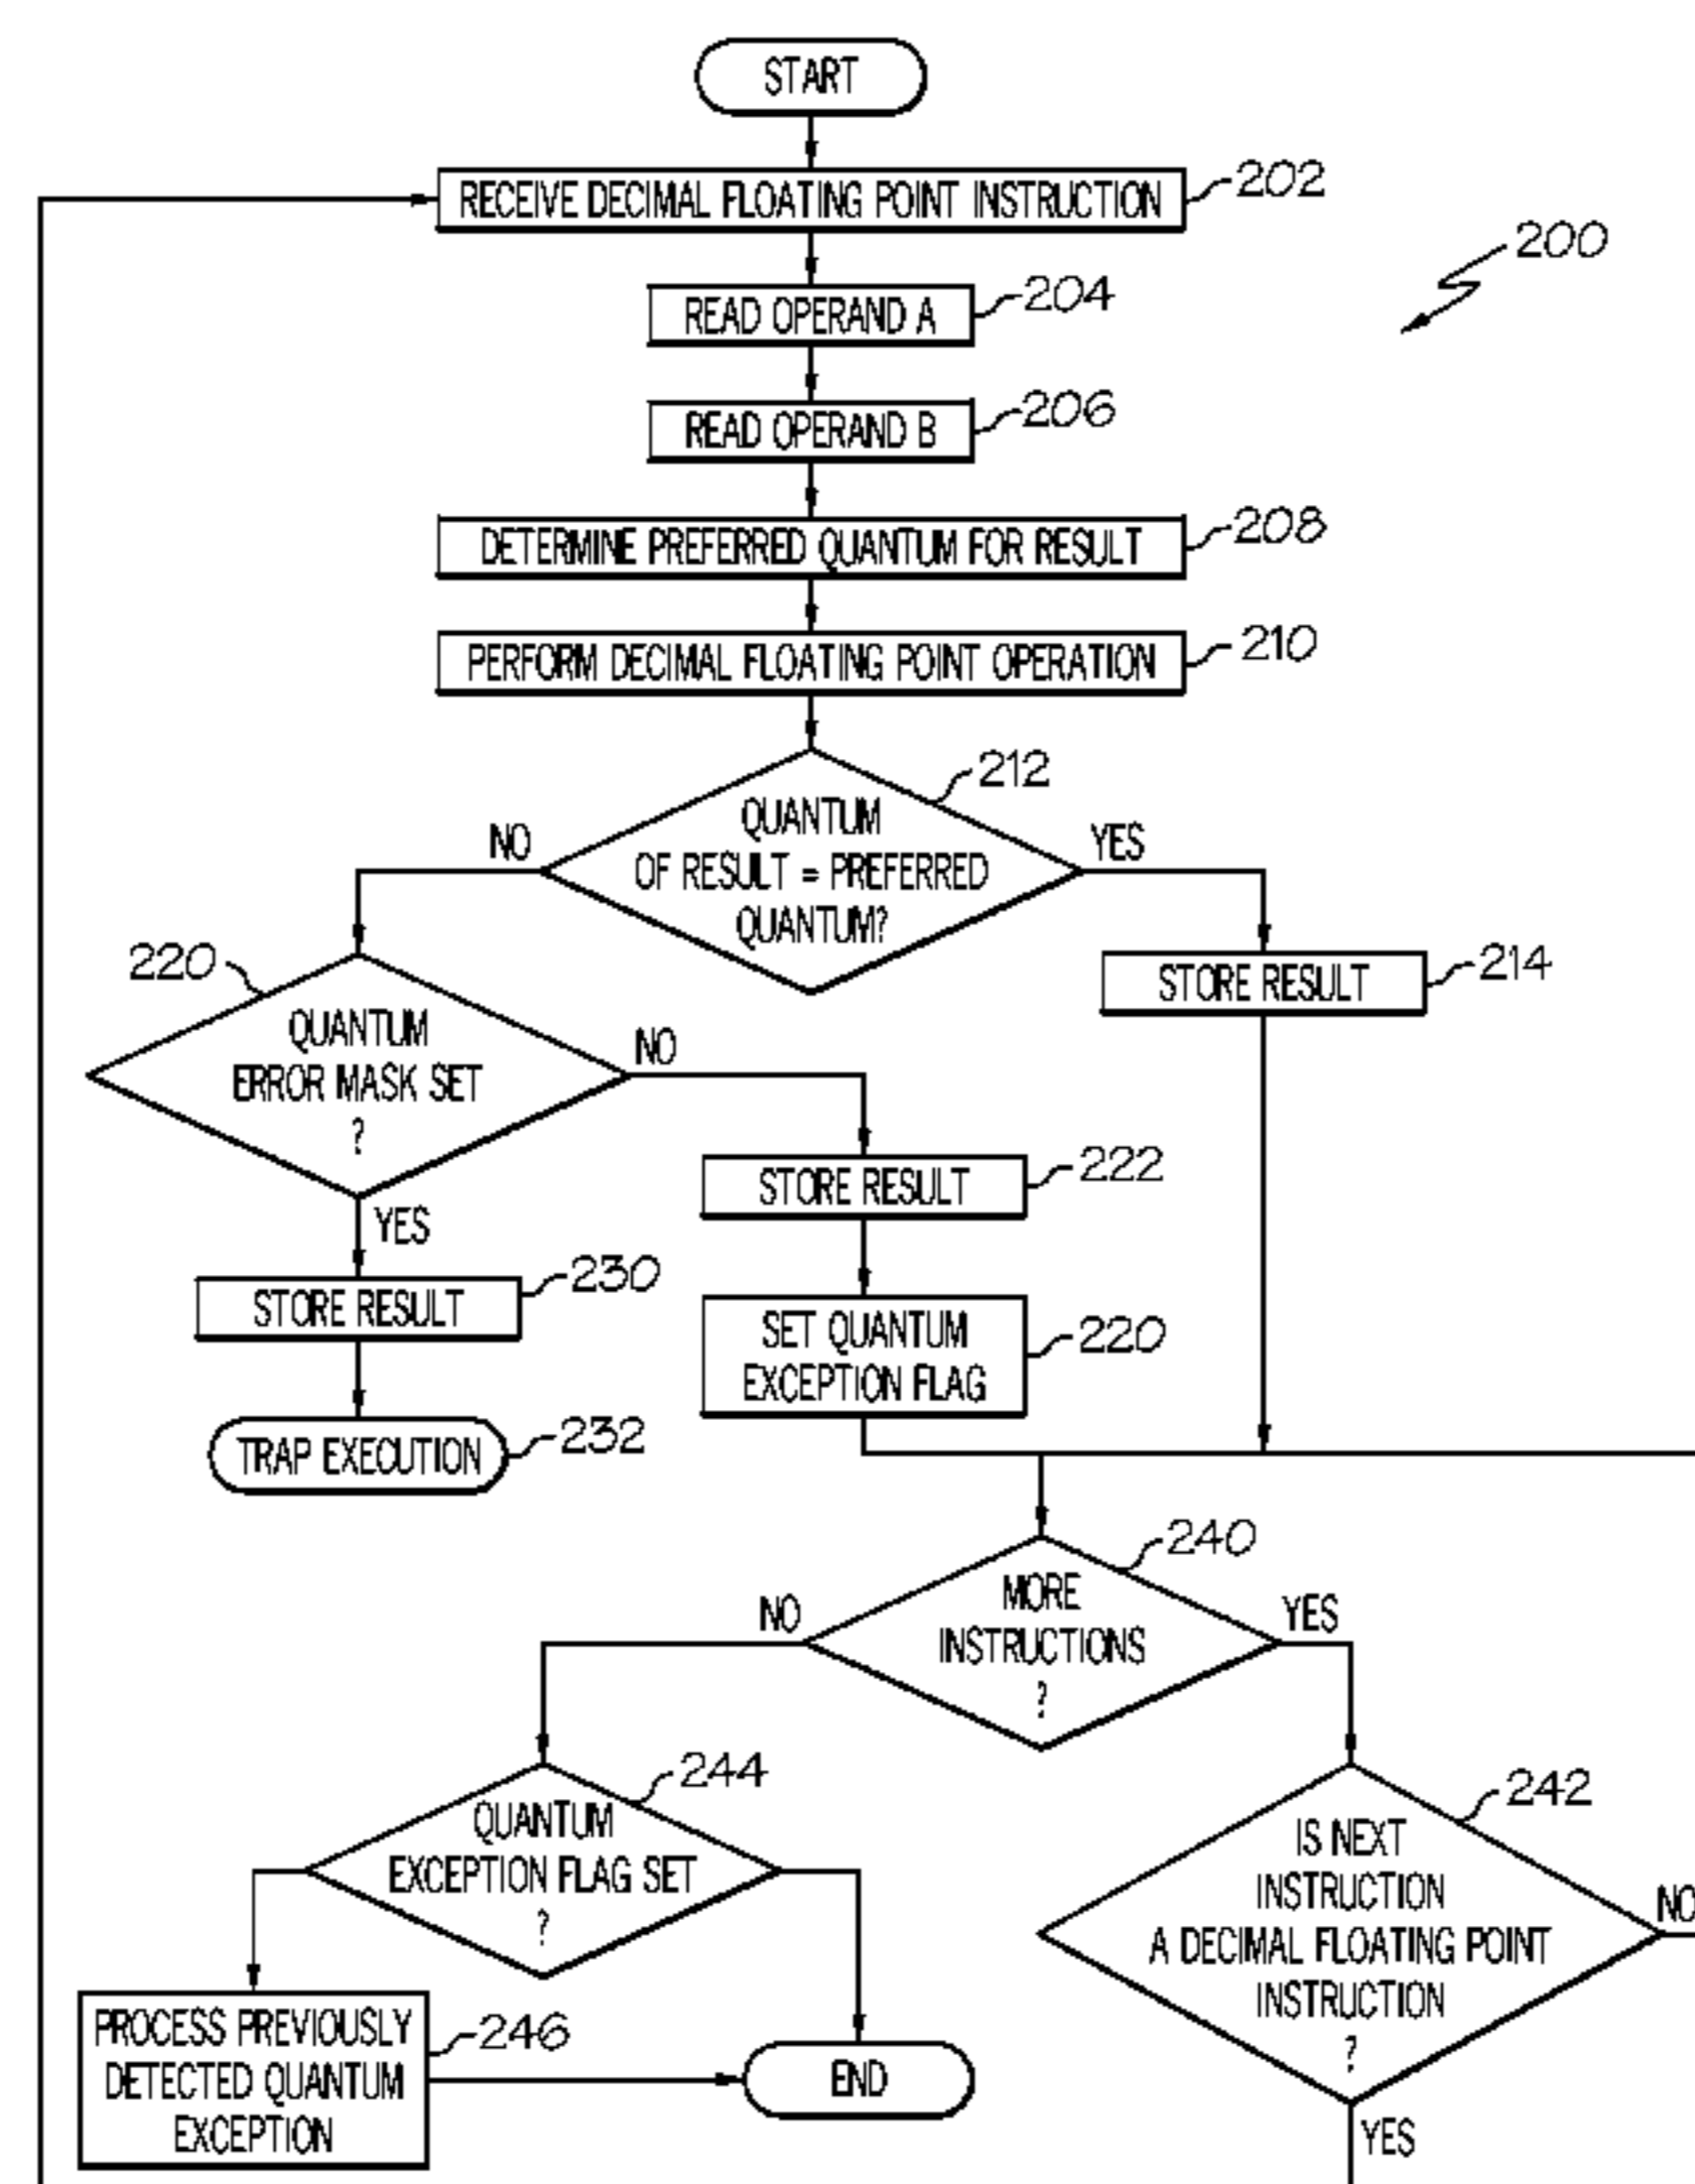 START
RECEIVE DECIMAL FLOATING POINT INSTRUCTION
202
200
READ OPERAND A
204
READ OPERAND B
206
DETERMINE PREFERRED QUANTUM FOR RESULT
208
PERFORM DECIMAL FLOATING POINT OPERATION
210
212
QUANTUM
OF RESULT = PREFERRED
QUANTUM?
NO
YES
220
QUANTUM
ERROR MASK SET
?
NO
YES
STORE RESULT
214
STORE RESULT
222
STORE RESULT
230
SET QUANTUM
EXCEPTION FLAG
220
TRAP EXECUTION
232
240
MORE
INSTRUCTIONS
?
NO
YES
244
QUANTUM
EXCEPTION FLAG SET
?
242
IS NEXT
INSTRUCTION
A DECIMAL FLOATING POINT
INSTRUCTION
?
NO
YES
PROCESS PREVIOUSLY
DETECTED QUANTUM
EXCEPTION
246
END